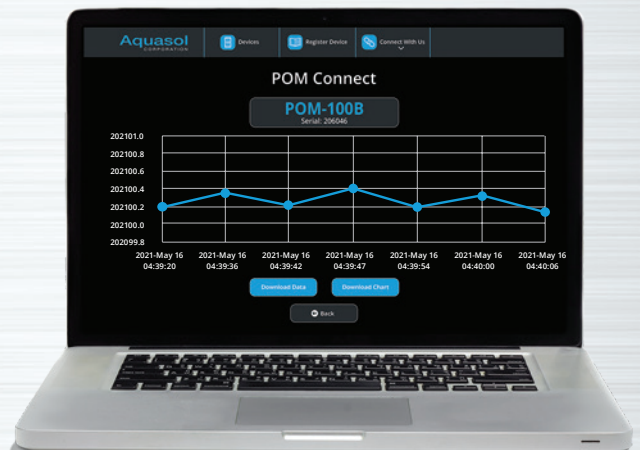 Aquasol
CORPORATION
Devices
Register Device
Connect With Us
POM Connect
POM-100B
Serial: 206046
202101.0
202100.8
202100.6
202100.4
202100.2
202100.0
202099.8
2021-May 16 2021-May 16 2021-May 16 2021-May 16 2021-May 16 2021-May 16 2021-May 16
04:39:20 04:39:36 04:39:42 04:39:47 04:39:54 04:40:00 04:40:06
Download Data Download Chart
Back